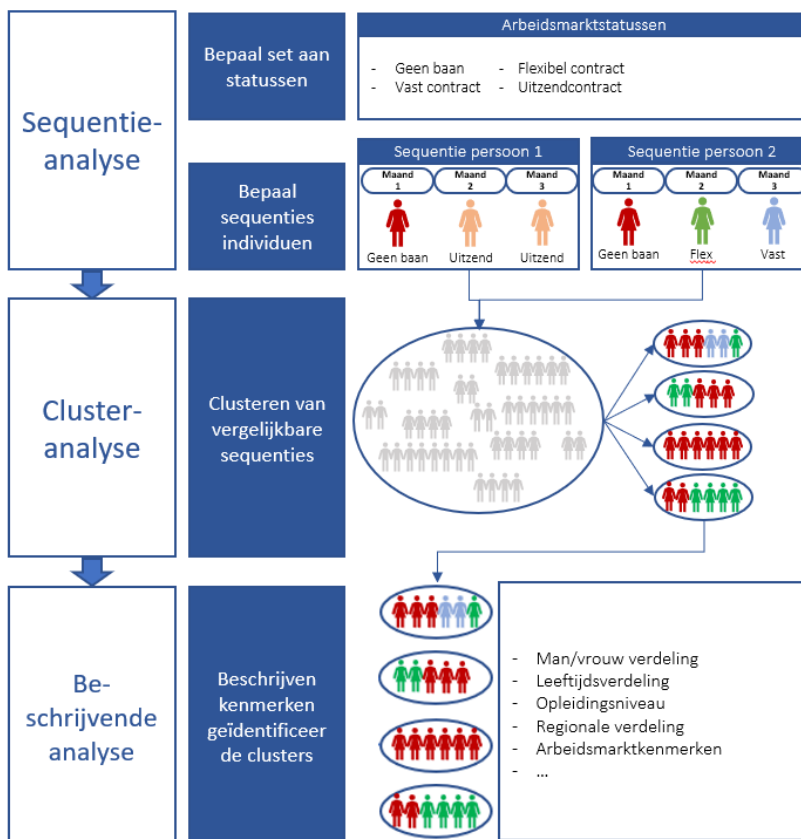 Sequentie-
analyse
Bepaal set aan
statussen
Arbeidsmarktstatussen
- Geen baan - Flexibel contract
- Vast contract - Uitzendcontract
Bepaal
sequenties
individuen
Sequentie persoon 1
Maand
1
Maand
2
Maand
3
Geen baan
Uitzend
Uitzend
Sequentie persoon 2
Maand
1
Maand
2
Maand
3
Geen baan
Flex
Vast
Cluster-
analyse
Clusteren van
vergelijkbare
sequenties
Be-
schrijvende
analyse
Beschrijven
kenmerken
geïdentificeer
de clusters
- Man/vrouw verdeling
- Leeftijdsverdeling
- Opleidingsniveau
- Regionale verdeling
- Arbeidsmarktkenmerken
- ...